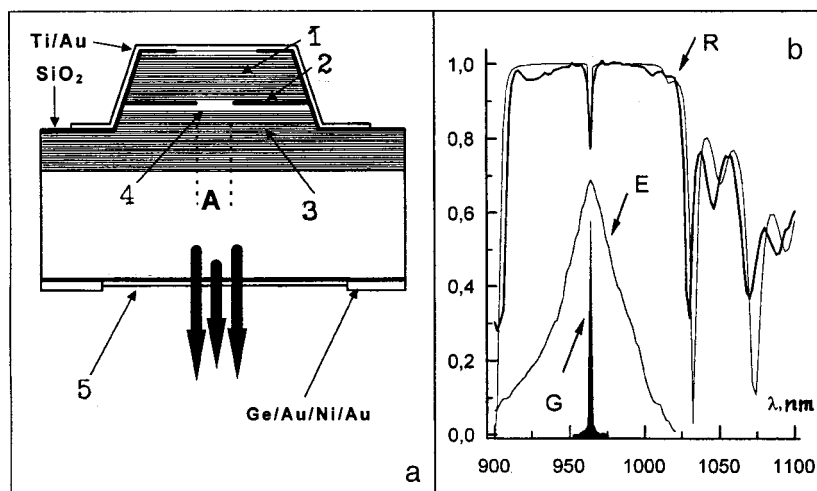 Ti/Au
SiO₂
1
2
4
A
3
5
Ge/Au/Ni/Au
a
b
R
1,0
0,8
0,6
E
0,4
G
0,2
λ, nm
0,0
900 950 1000 1050 1100